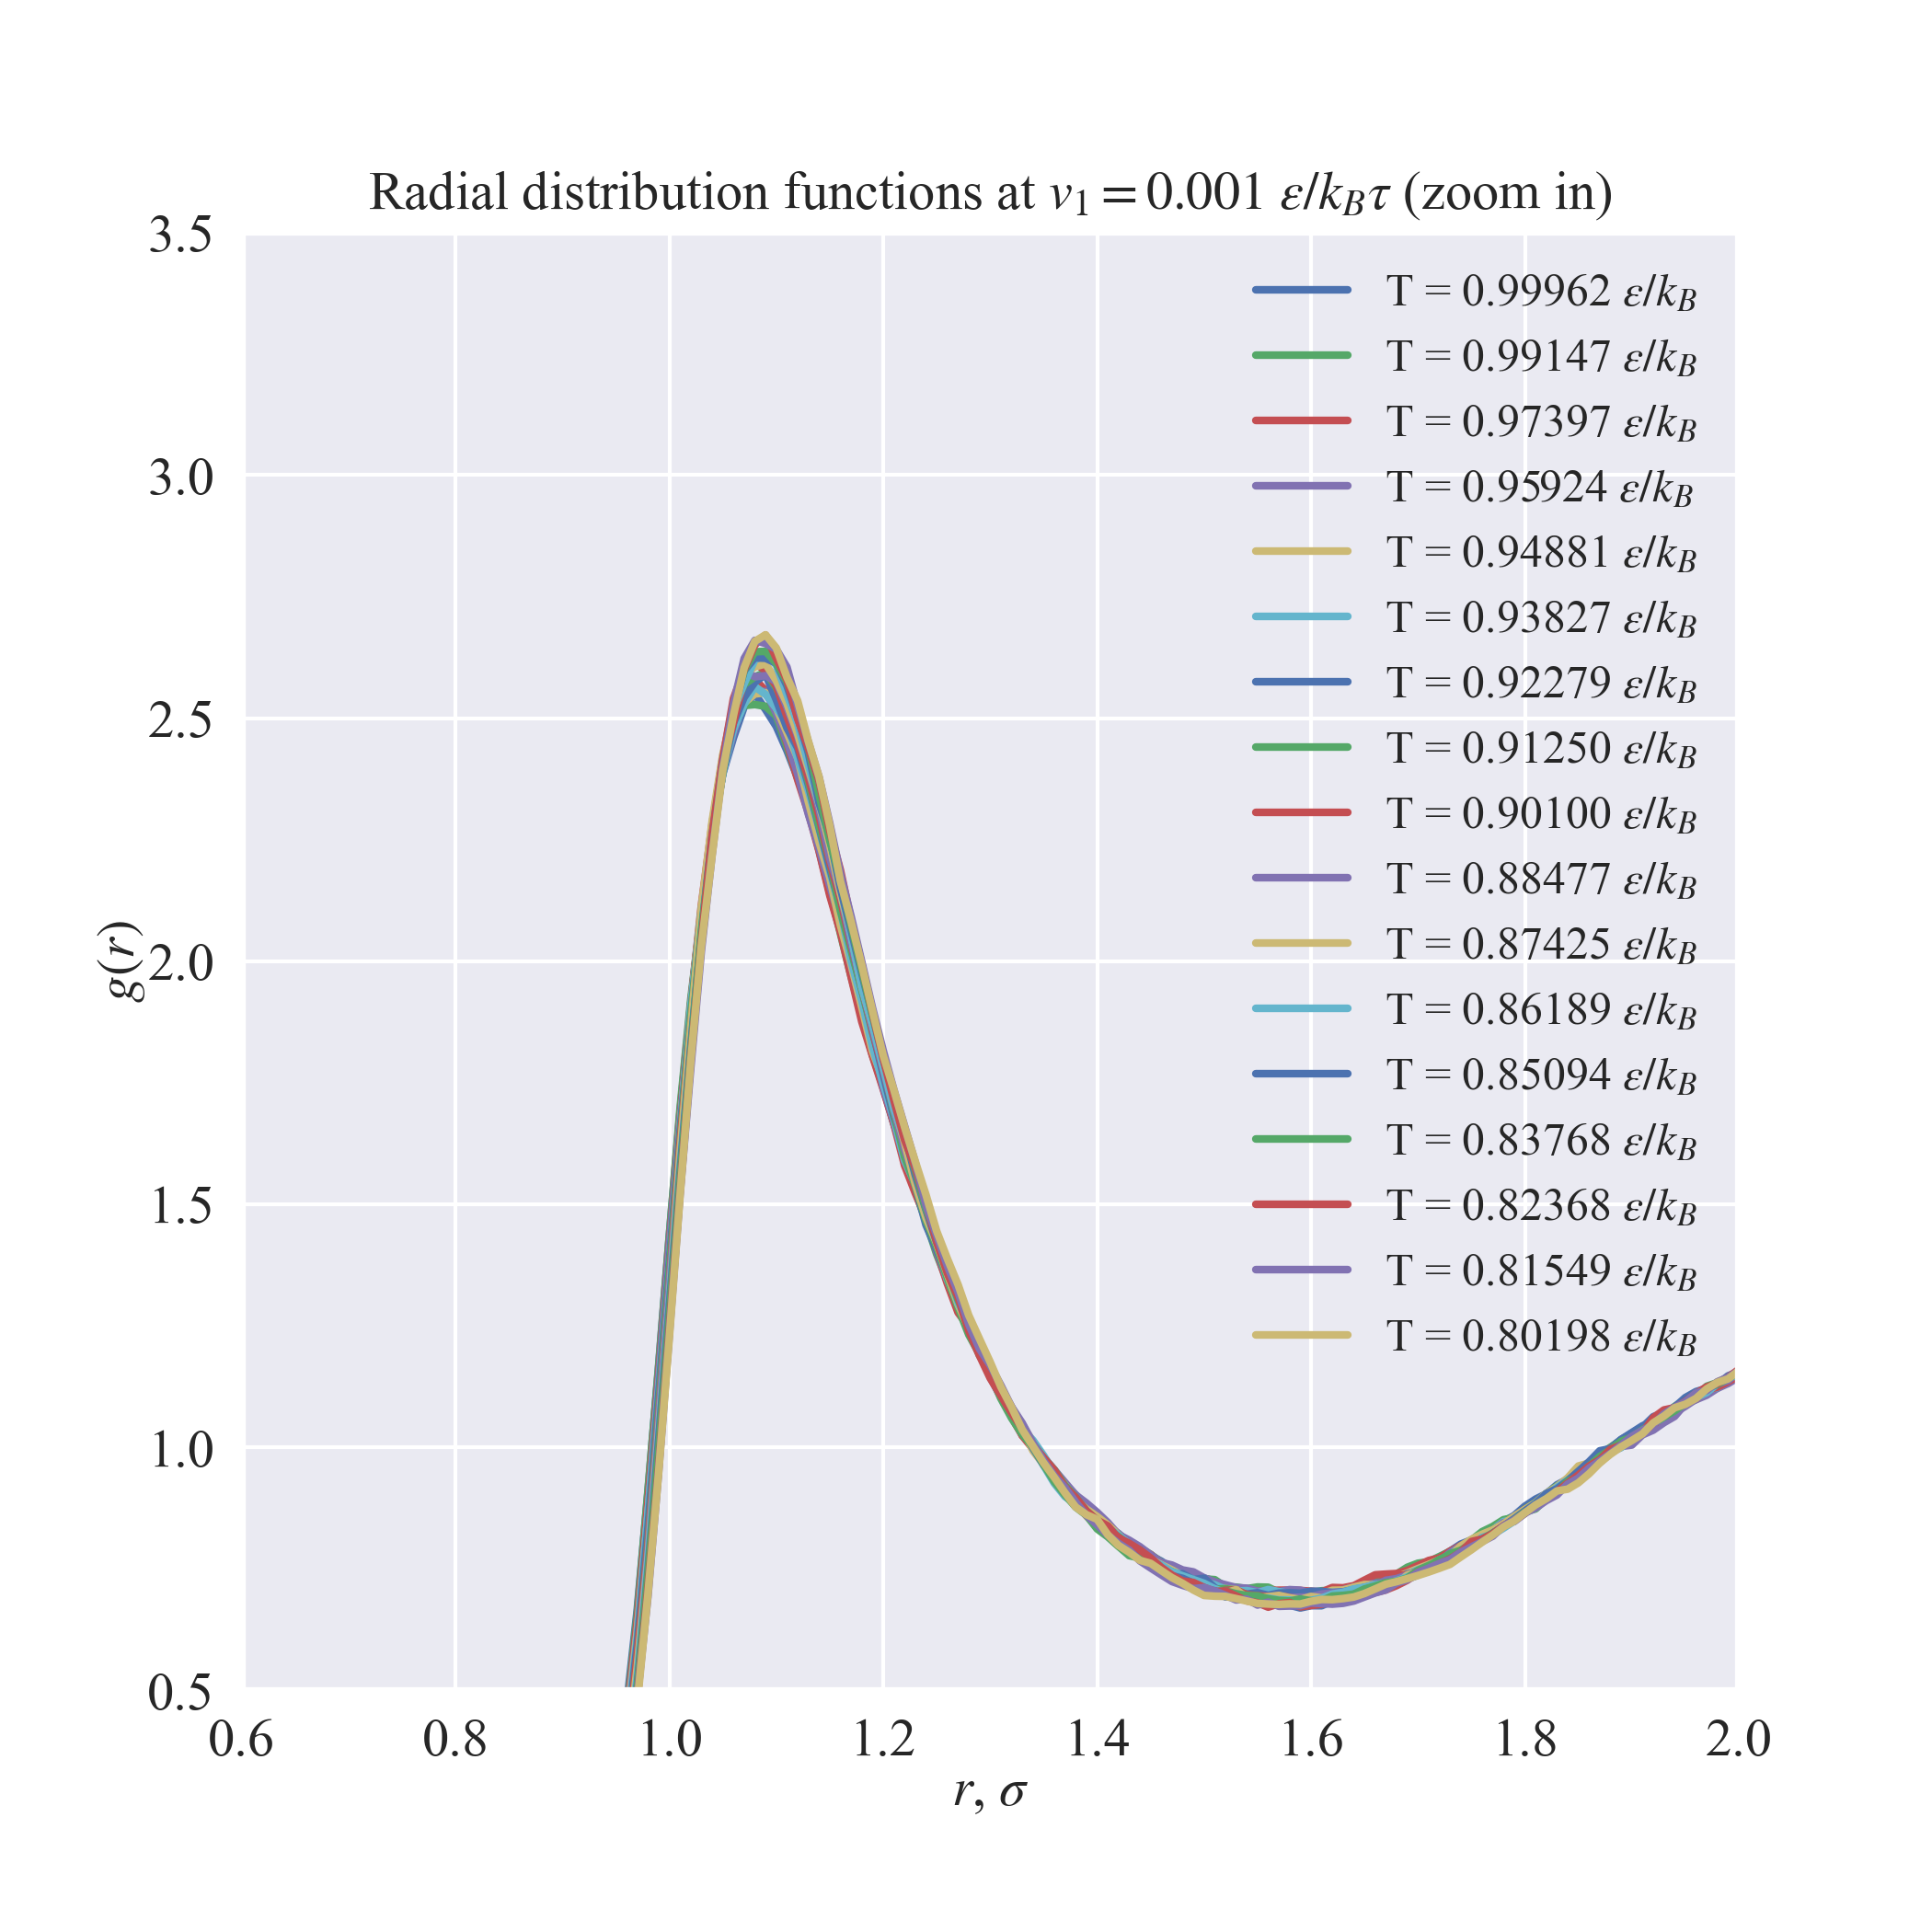 Radial distribution functions at v₁ = 0.001 ε/k_Bτ (zoom in)
3.5
3.0
2.5
2.0
1.5
1.0
0.5
g(r)
T = 0.99962 ε/k_B
T = 0.99147 ε/k_B
T = 0.97397 ε/k_B
T = 0.95924 ε/k_B
T = 0.94881 ε/k_B
T = 0.93827 ε/k_B
T = 0.92279 ε/k_B
T = 0.91250 ε/k_B
T = 0.90100 ε/k_B
T = 0.88477 ε/k_B
T = 0.87425 ε/k_B
T = 0.86189 ε/k_B
T = 0.85094 ε/k_B
T = 0.83768 ε/k_B
T = 0.82368 ε/k_B
T = 0.81549 ε/k_B
T = 0.80198 ε/k_B
0.6 0.8 1.0 1.2 1.4 1.6 1.8 2.0
r, σ